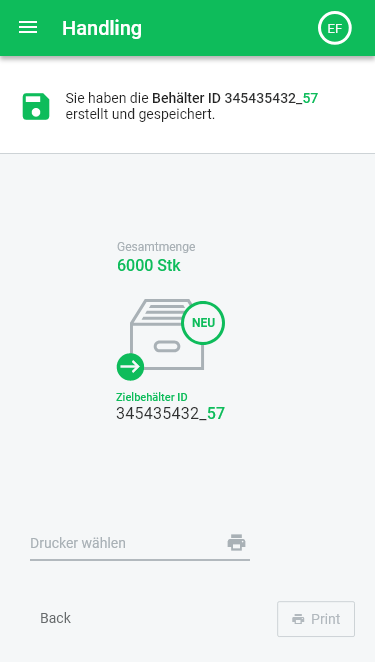 Handling
EF
Sie haben die Behälter ID 345435432_57
erstellt und gespeichert.
Gesamtmenge
6000 Stk
NEU
Zielbehälter ID
345435432_57
Drucker wählen
Back
Print